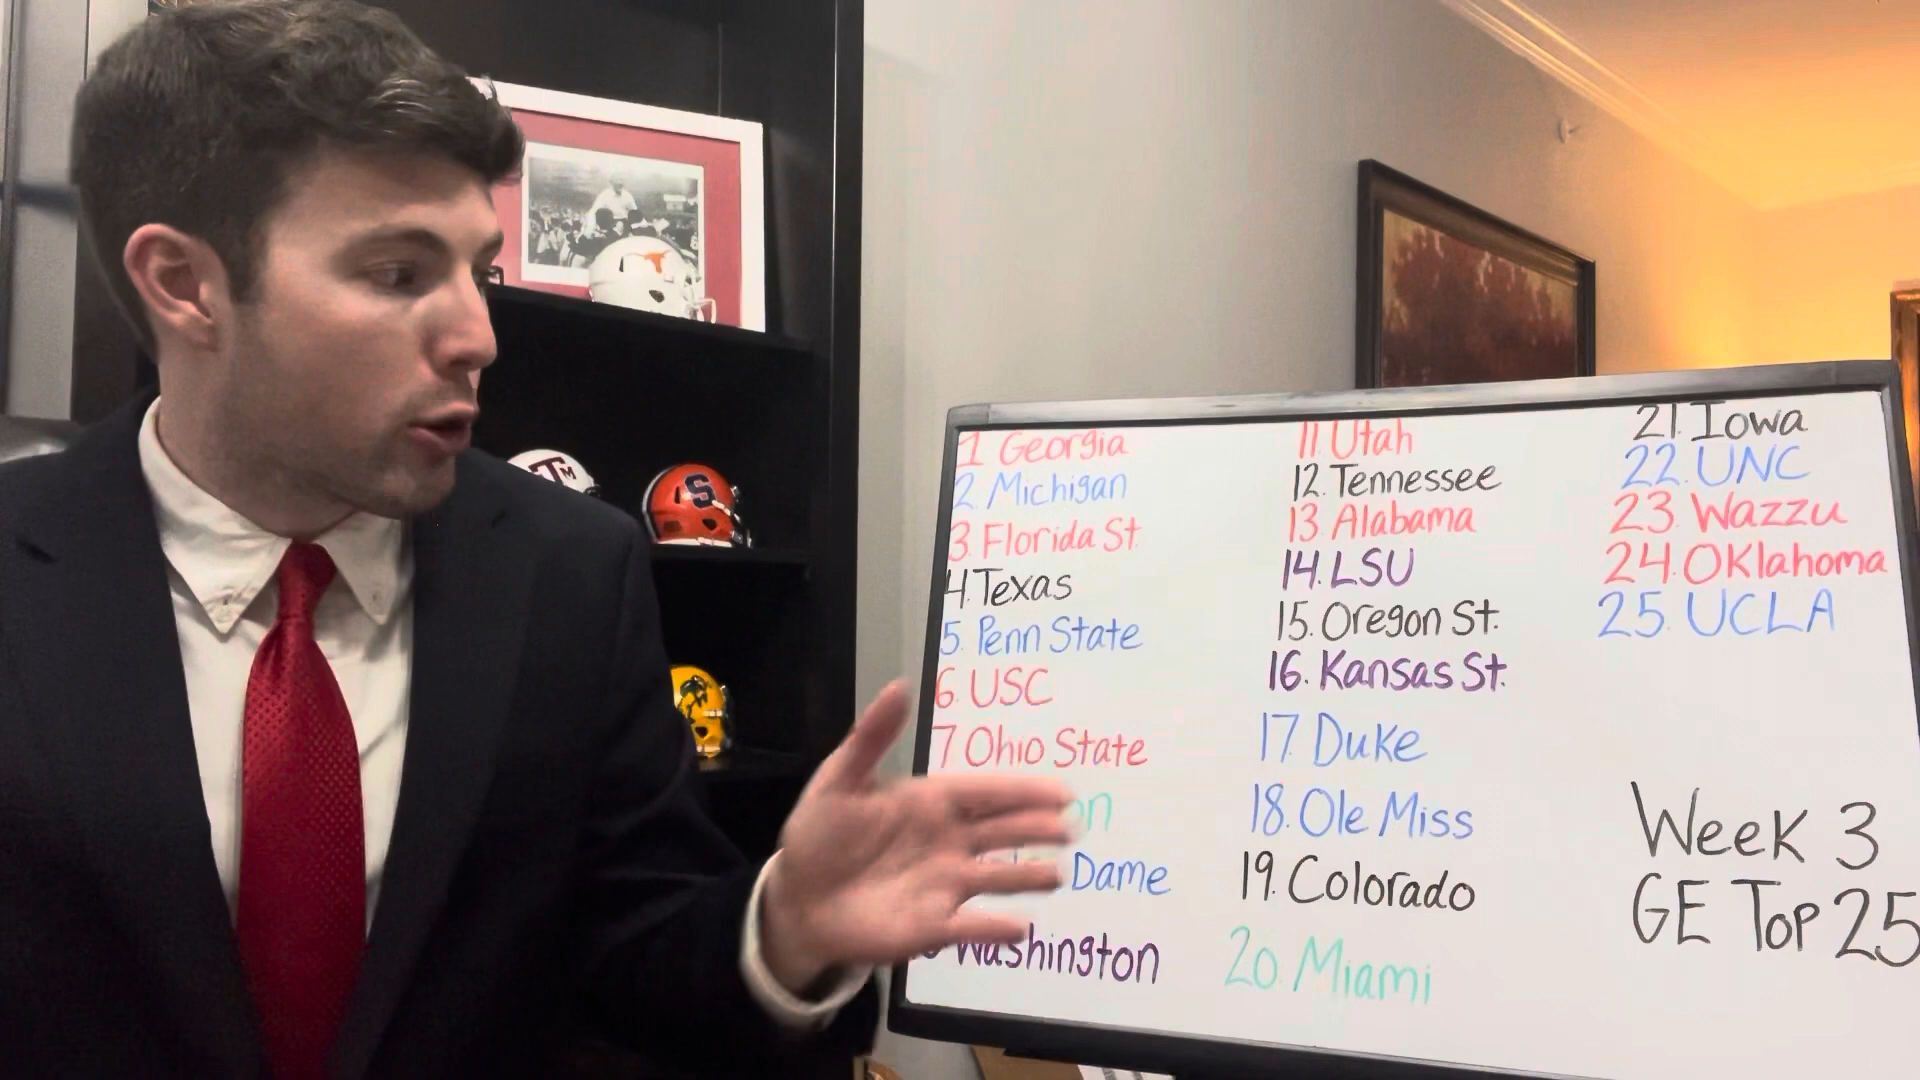 1 Georgia
2. Michigan
3. Florida St.
4. Texas
5. Penn State
6. USC
7 Ohio State
on
Dame
Washington
11. Utah
12. Tennessee
13 Alabama
14. LSU
15. Oregon St.
16. Kansas St.
17 Duke
18. Ole Miss
19. Colorado
20. Miami
21. Iowa
22. UNC
23 Wazzu
24. Oklahoma
25. UCLA
Week 3
GE Top 25
TM
S